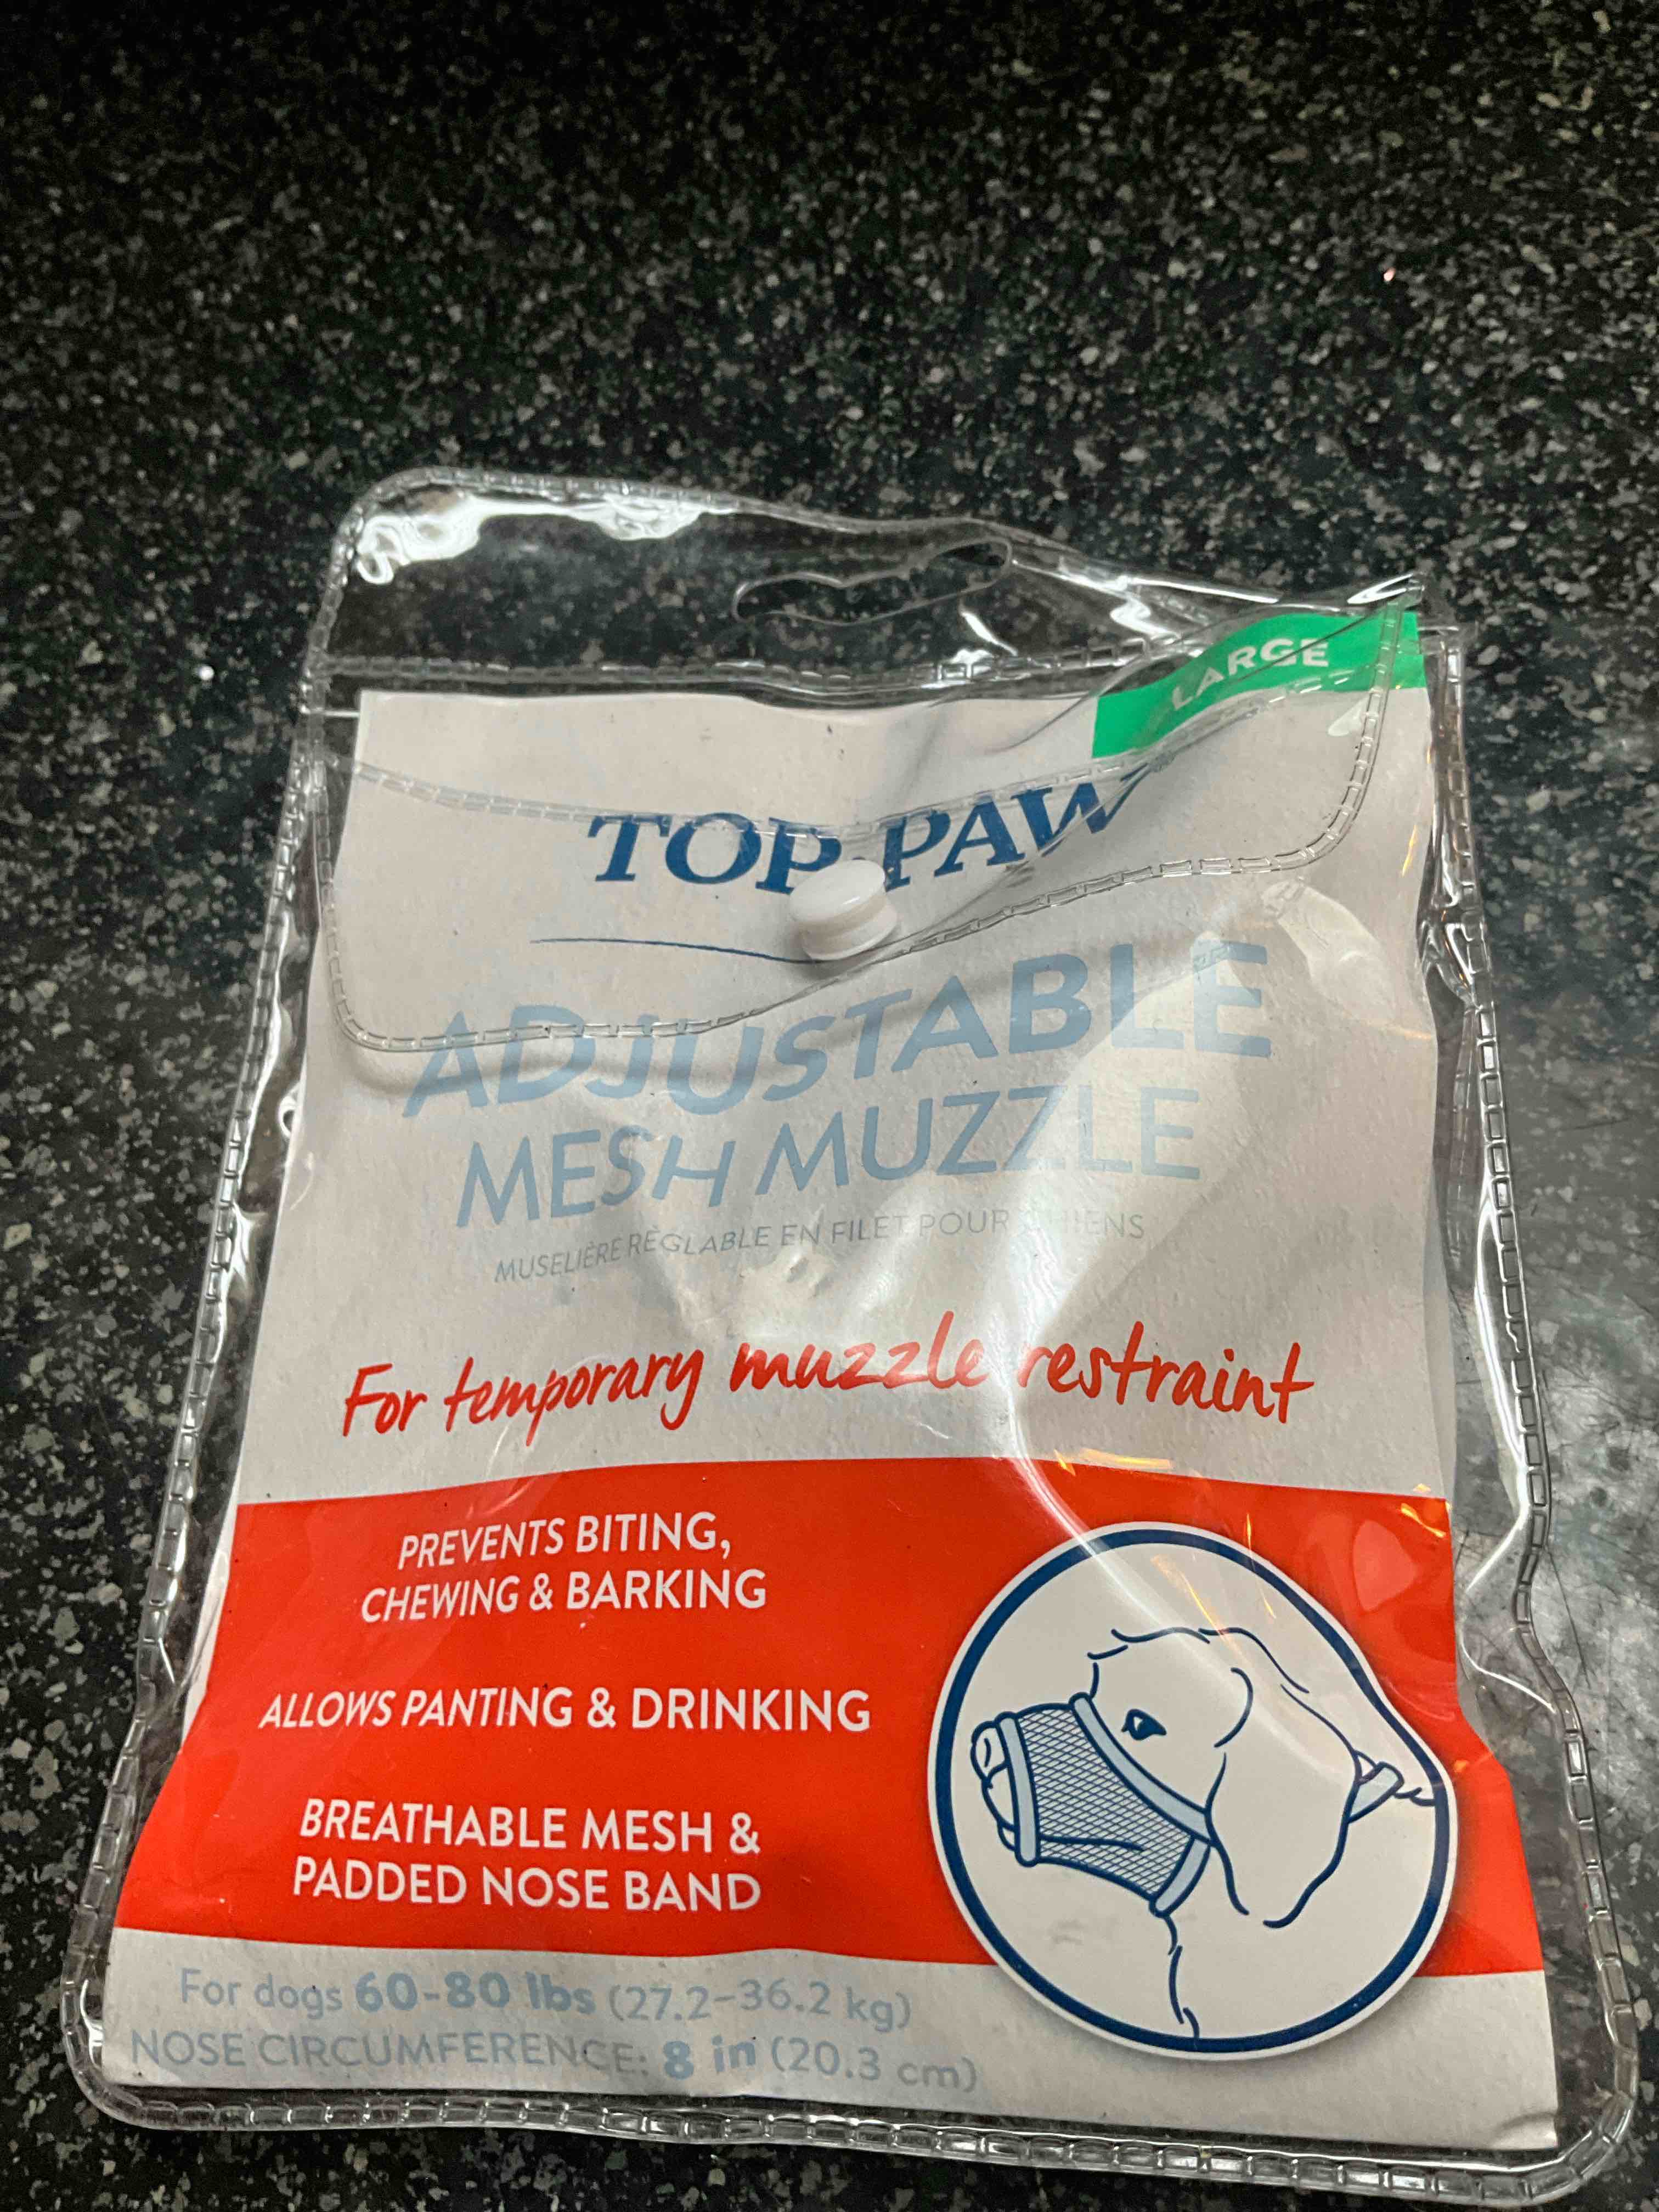 LARGE
TOP PAW
ADJUSTABLE
MESH MUZZLE
MUSELIÈRE RÉGLABLE EN FILET POUR CHIENS
For temporary muzzle restraint
PREVENTS BITING,
CHEWING & BARKING
ALLOWS PANTING & DRINKING
BREATHABLE MESH &
PADDED NOSE BAND
For dogs 60-80 lbs (27.2-36.2 kg)
NOSE CIRCUMFERENCE: 8 in (20.3 cm)